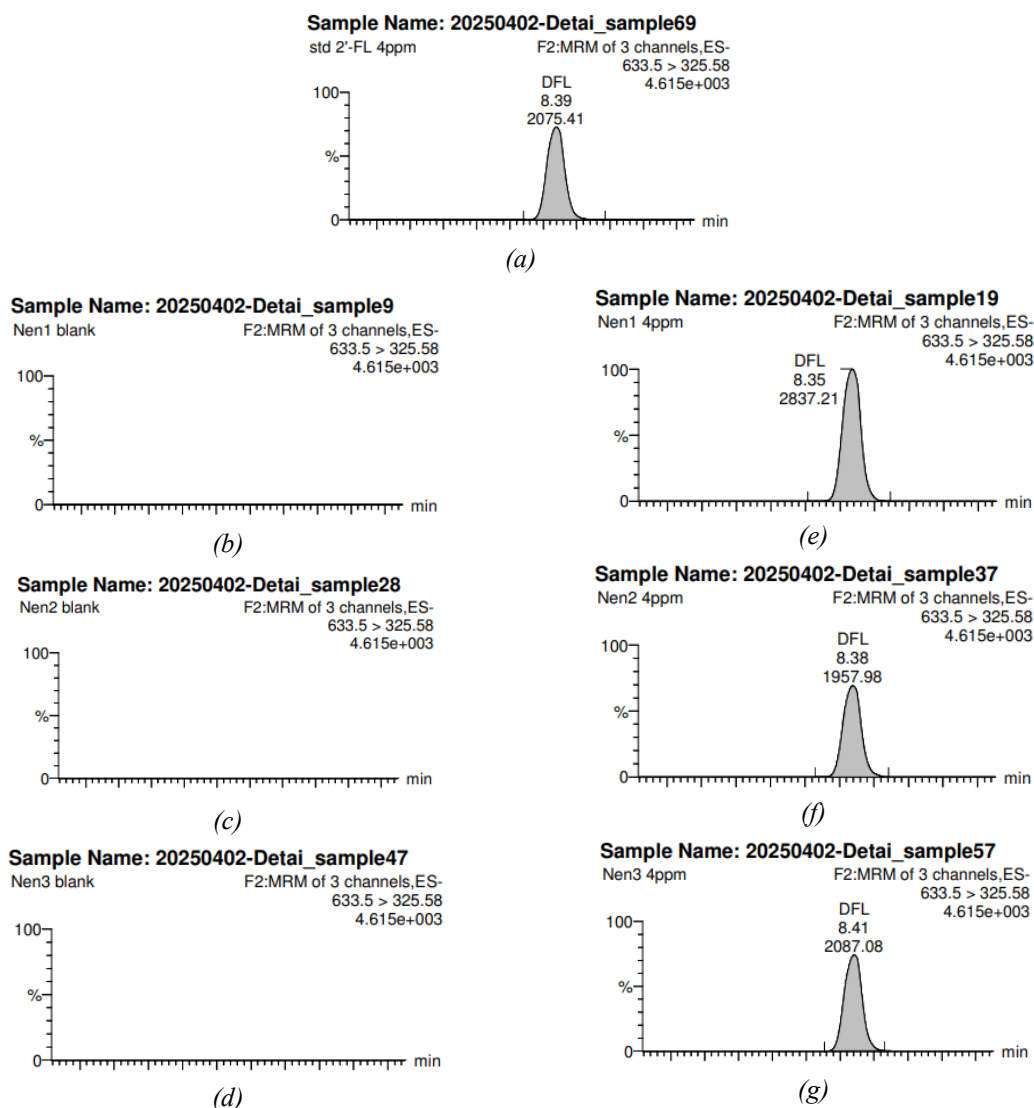 Sample Name: 20250402-Detai_sample69
std 2'-FL 4ppm
F2:MRM of 3 channels,ES-
633.5 > 325.58
4.615e+003
DFL
8.39
2075.41
100
%
0
min
(a)
Sample Name: 20250402-Detai_sample9
Nen1 blank
F2:MRM of 3 channels,ES-
633.5 > 325.58
4.615e+003
100
%
0
min
(b)
Sample Name: 20250402-Detai_sample19
Nen1 4ppm
F2:MRM of 3 channels,ES-
633.5 > 325.58
4.615e+003
DFL
8.35
2837.21
100
%
0
min
(e)
Sample Name: 20250402-Detai_sample28
Nen2 blank
F2:MRM of 3 channels,ES-
633.5 > 325.58
4.615e+003
100
%
0
min
(c)
Sample Name: 20250402-Detai_sample37
Nen2 4ppm
F2:MRM of 3 channels,ES-
633.5 > 325.58
4.615e+003
DFL
8.38
1957.98
100
%
0
min
(f)
Sample Name: 20250402-Detai_sample47
Nen3 blank
F2:MRM of 3 channels,ES-
633.5 > 325.58
4.615e+003
100
%
0
min
(d)
Sample Name: 20250402-Detai_sample57
Nen3 4ppm
F2:MRM of 3 channels,ES-
633.5 > 325.58
4.615e+003
DFL
8.41
2087.08
100
%
0
min
(g)